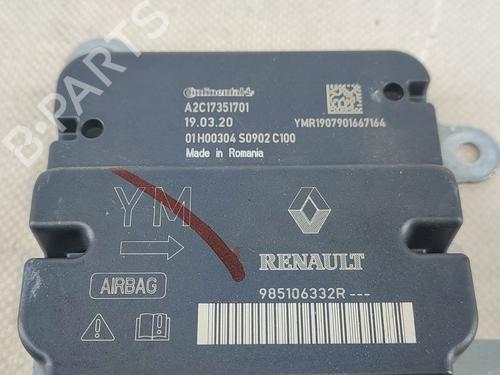 Continental
A2C17351701
19.03.20
01H00304 S0902 C100
Made in Romania
YMR1907901667164
YM
RENAULT
AIRBAG
985106332R ---
B-PARTS